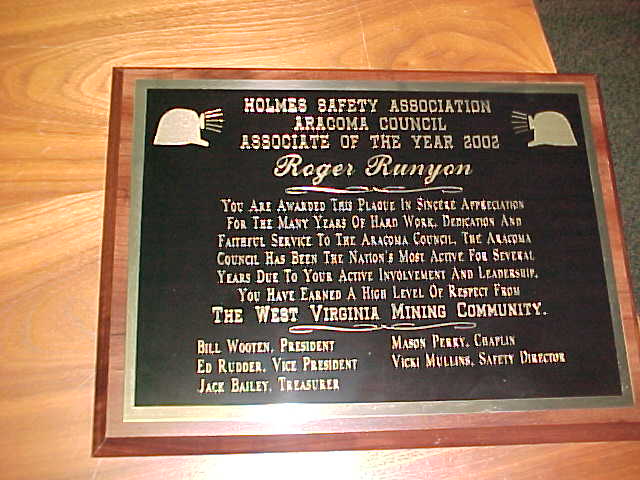 HOLMES SAFETY ASSOCIATION
ARACOMA COUNCIL
ASSOCIATE OF THE YEAR 2002
Roger Runyon
YOU ARE AWARDED THIS PLAQUE IN SINCERE APPRECIATION
FOR THE MANY YEARS OF HARD WORK, DEDICATION AND
FAITHFUL SERVICE TO THE ARACOMA COUNCIL. THE ARACOMA
COUNCIL HAS BEEN THE NATION'S MOST ACTIVE FOR SEVERAL
YEARS DUE TO YOUR ACTIVE INVOLVEMENT AND LEADERSHIP.
YOU HAVE EARNED A HIGH LEVEL OF RESPECT FROM
THE WEST VIRGINIA MINING COMMUNITY.
BILL WOOTEN, PRESIDENT
ED RUDDER, VICE PRESIDENT
JACK BAILEY, TREASURER
MASON PERRY, CHAPLIN
VICKI MULLINS, SAFETY DIRECTOR